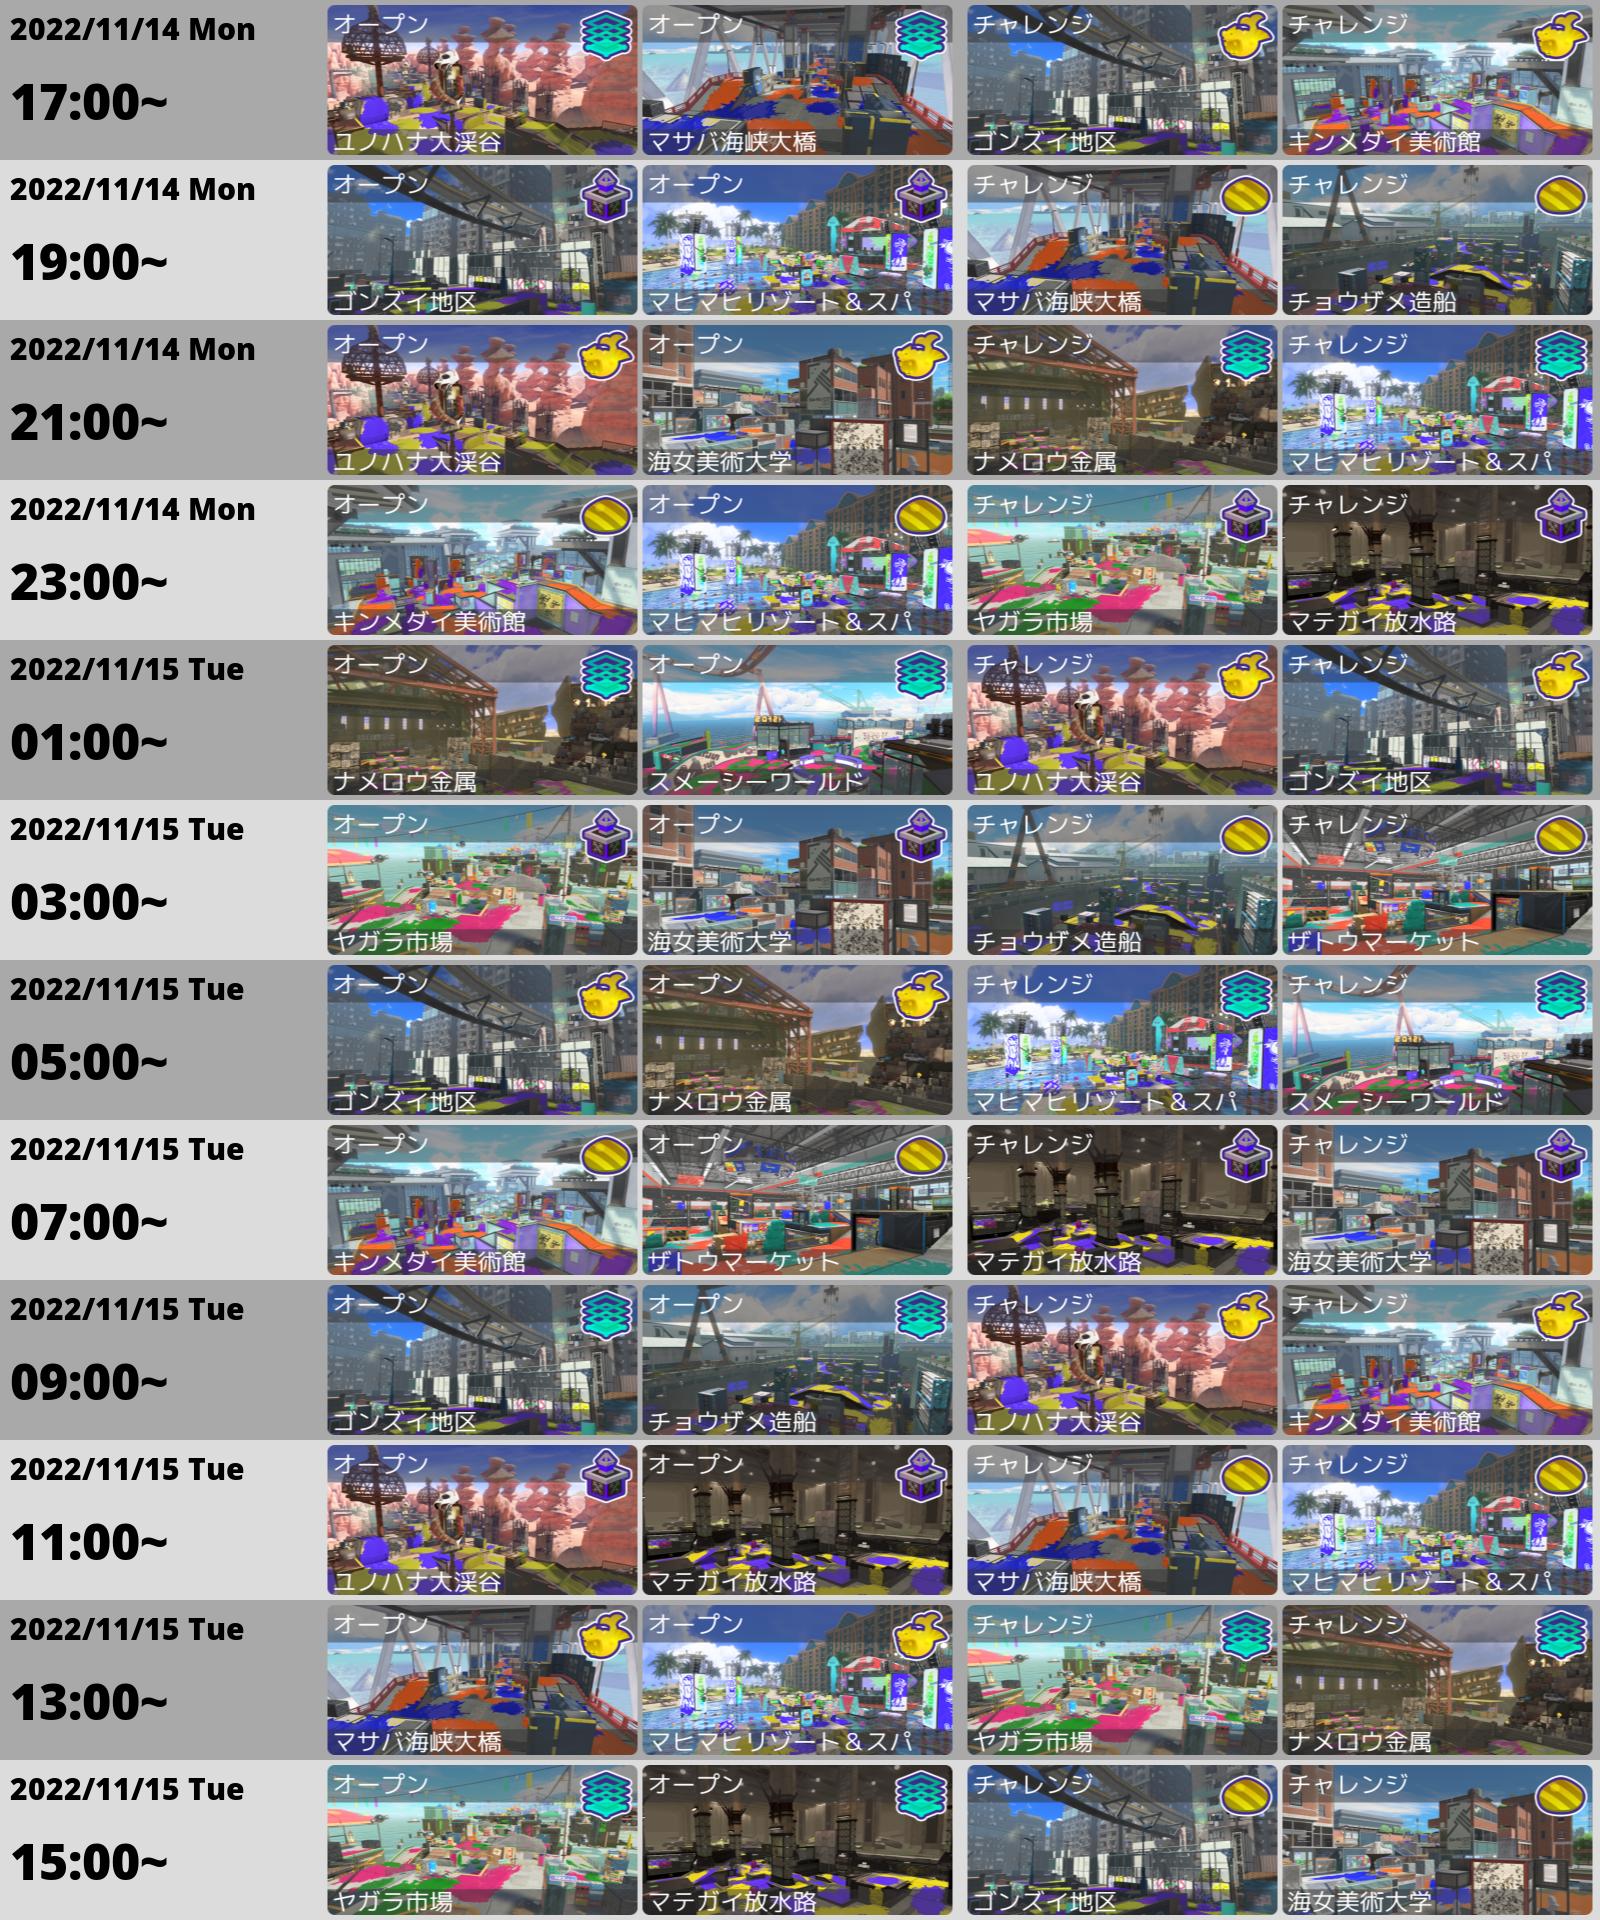 2022/11/14 Mon
17:00~
オープン
ユノハナ大渓谷
オープン
マサバ海峡大橋
チャレンジ
ゴンズイ地区
チャレンジ
キンメダイ美術館
2022/11/14 Mon
19:00~
オープン
ゴンズイ地区
オープン
マヒマヒリゾート＆スパ
チャレンジ
マサバ海峡大橋
チャレンジ
チョウザメ造船
2022/11/14 Mon
21:00~
オープン
ユノハナ大渓谷
オープン
海女美術大学
チャレンジ
ナメロウ金属
チャレンジ
マヒマヒリゾート＆スパ
2022/11/14 Mon
23:00~
オープン
キンメダイ美術館
オープン
マヒマヒリゾート＆スパ
チャレンジ
ヤガラ市場
チャレンジ
マテガイ放水路
2022/11/15 Tue
01:00~
オープン
ナメロウ金属
オープン
スメーシーワールド
チャレンジ
ユノハナ大渓谷
チャレンジ
ゴンズイ地区
2022/11/15 Tue
03:00~
オープン
ヤガラ市場
オープン
海女美術大学
チャレンジ
チョウザメ造船
チャレンジ
ザトウマーケット
2022/11/15 Tue
05:00~
オープン
ゴンズイ地区
オープン
ナメロウ金属
チャレンジ
マヒマヒリゾート＆スパ
チャレンジ
スメーシーワールド
2022/11/15 Tue
07:00~
オープン
キンメダイ美術館
オープン
ザトウマーケット
チャレンジ
マテガイ放水路
チャレンジ
海女美術大学
2022/11/15 Tue
09:00~
オープン
ゴンズイ地区
オープン
チョウザメ造船
チャレンジ
ユノハナ大渓谷
チャレンジ
キンメダイ美術館
2022/11/15 Tue
11:00~
オープン
ユノハナ大渓谷
オープン
マテガイ放水路
チャレンジ
マサバ海峡大橋
チャレンジ
マヒマヒリゾート＆スパ
2022/11/15 Tue
13:00~
オープン
マサバ海峡大橋
オープン
マヒマヒリゾート＆スパ
チャレンジ
ヤガラ市場
チャレンジ
ナメロウ金属
2022/11/15 Tue
15:00~
オープン
ヤガラ市場
オープン
マテガイ放水路
チャレンジ
ゴンズイ地区
チャレンジ
海女美術大学